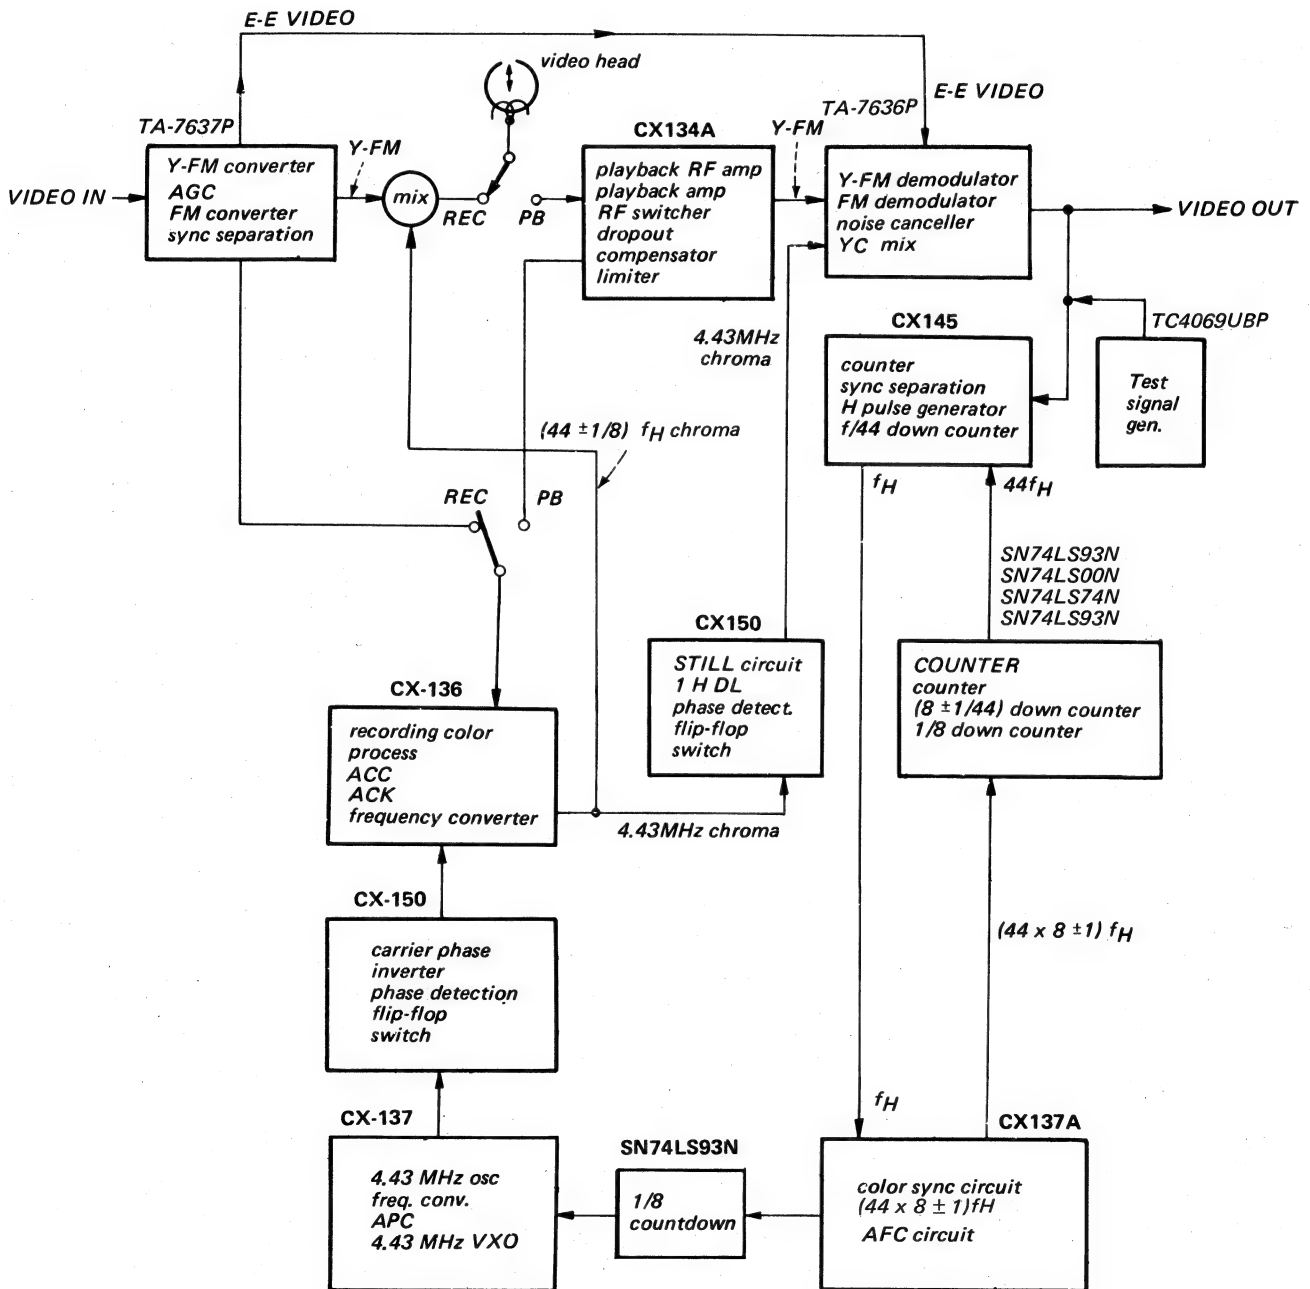 E-E VIDEO
video head
E-E VIDEO
TA-7637P
Y-FM
CX134A
Y-FM
TA-7636P
VIDEO IN
Y-FM converter
AGC
FM converter
sync separation
mix
REC
PB
playback RF amp
playback amp
RF switcher
dropout
compensator
limiter
Y-FM demodulator
FM demodulator
noise canceller
YC mix
VIDEO OUT
4.43MHz
chroma
CX145
TC4069UBP
counter
sync separation
H pulse generator
f/44 down counter
Test
signal
gen.
(44 ± 1/8) fH chroma
fH
44fH
REC
PB
SN74LS93N
SN74LS00N
SN74LS74N
SN74LS93N
CX150
STILL circuit
1 H DL
phase detect.
flip-flop
switch
COUNTER
counter
(8 ± 1/44) down counter
1/8 down counter
CX-136
recording color
process
ACC
ACK
frequency converter
4.43MHz chroma
CX-150
carrier phase
inverter
phase detection
flip-flop
switch
(44 x 8 ± 1) fH
fH
CX-137
4.43 MHz osc
freq. conv.
APC
4.43 MHz VXO
SN74LS93N
1/8
countdown
CX137A
color sync circuit
(44 x 8 ± 1)fH
AFC circuit